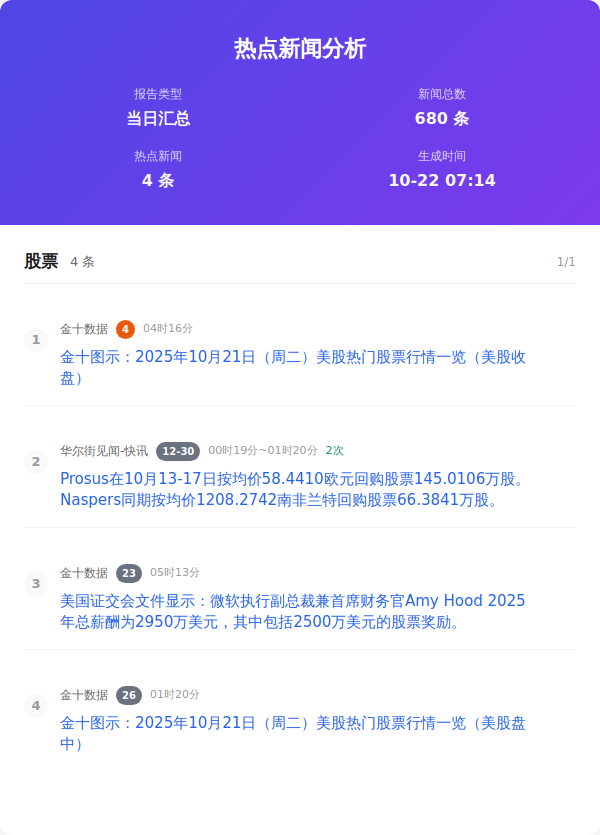 热点新闻分析
报告类型
当日汇总
新闻总数
680 条
热点新闻
4 条
生成时间
10-22 07:14
股票 4 条 1/1
1
金十数据 4 04时16分
金十图示：2025年10月21日（周二）美股热门股票行情一览（美股收
盘）
2
华尔街见闻-快讯 12-30 00时19分~01时20分 2次
Prosus在10月13-17日按均价58.4410欧元回购股票145.0106万股。
Naspers同期按均价1208.2742南非兰特回购股票66.3841万股。
3
金十数据 23 05时13分
美国证交会文件显示：微软执行副总裁兼首席财务官Amy Hood 2025
年总薪酬为2950万美元，其中包括2500万美元的股票奖励。
4
金十数据 26 01时20分
金十图示：2025年10月21日（周二）美股热门股票行情一览（美股盘
中）